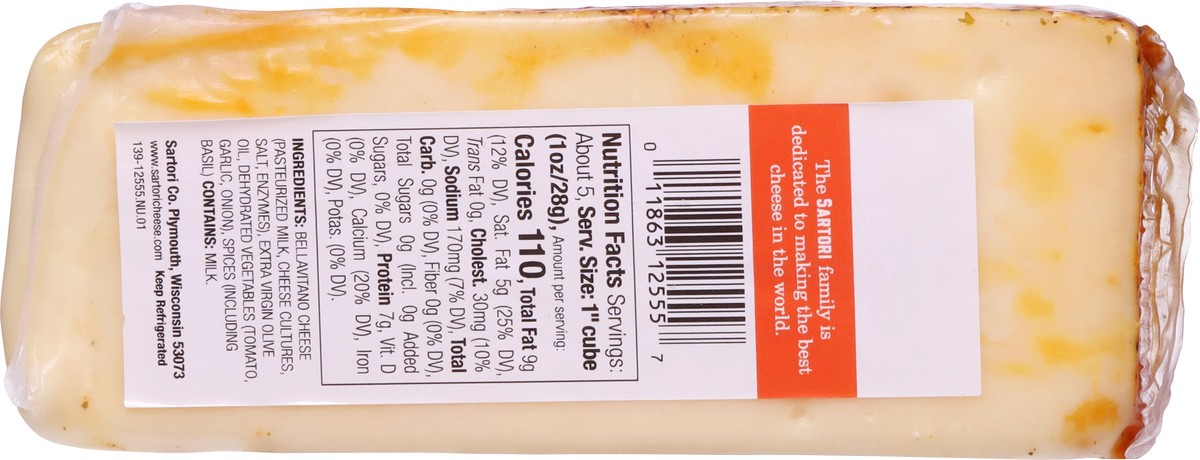 The SARTORI family is
dedicated to making the best
cheese in the world.
0 11863 12555 7
Nutrition Facts Servings:
About 5, Serv. Size: 1" cube
(1oz/28g), Amount per serving:
Calories 110, Total Fat 9g
(12% DV), Sat. Fat 5g (25% DV),
Trans Fat 0g, Cholest. 30mg (10%
DV), Sodium 170mg (7% DV), Total
Carb. 0g (0% DV), Fiber 0g (0% DV),
Total Sugars 0g (Incl. 0g Added
Sugars, 0% DV), Protein 7g, Vit. D
(0% DV), Calcium (20% DV), Iron
(0% DV), Potas. (0% DV).
INGREDIENTS: BELLAVITANO CHEESE
(PASTEURIZED MILK, CHEESE CULTURES,
SALT, ENZYMES), EXTRA VIRGIN OLIVE
OIL, DEHYDRATED VEGETABLES (TOMATO,
GARLIC, ONION), SPICES (INCLUDING
BASIL) CONTAINS: MILK.
Sartori Co. Plymouth, Wisconsin 53073
www.sartoricheese.com Keep Refrigerated
139-12555.NU.01